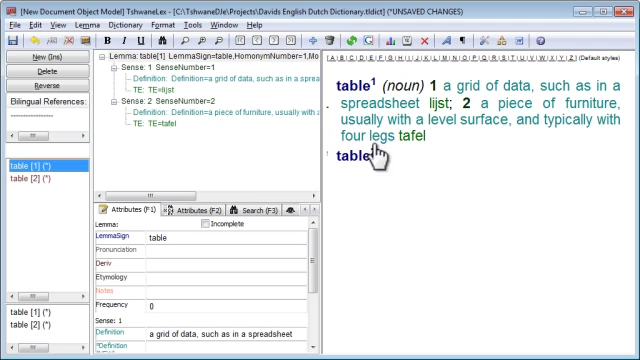 [New Document Object Model] TshwaneLex - [C:\TshwaneDJe\Projects\Davids English Dutch Dictionary.tldict] (*UNSAVED CHANGES)
File Edit View Lemma Dictionary Format Tools Window Help
B I U
New (Ins)
Delete
Reverse
Bilingual References:
--------------------
table [1] (*)
table [2] (*)
table [1] (*)
table [2] (*)
Lemma: table[1] LemmaSign=table,HomonymNumber=1,Mo
Sense: 1 SenseNumber=1
Definition: Definition=a grid of data, such as in a sprea
TE: TE=lijst
Sense: 2 SenseNumber=2
Definition: Definition=a piece of furniture, usually with a
TE: TE=tafel
Attributes (F1) Attributes (F2) Search (F3)
Lemma: Incomplete
LemmaSign table
Pronunciation
Deriv
Etymology
Notes
Frequency 0
Sense: 1
Definition a grid of data, such as in a spreadsheet
"Definition
|A|B|C|D|E|F|G|H|I|J|K|L|M|N|O|P|Q|R|S|T|U|V|W|X|Y|Z| (Default styles)
table1 (noun) 1 a grid of data, such as in a
spreadsheet lijst; 2 a piece of furniture,
usually with a level surface, and typically with
four legs tafel
table